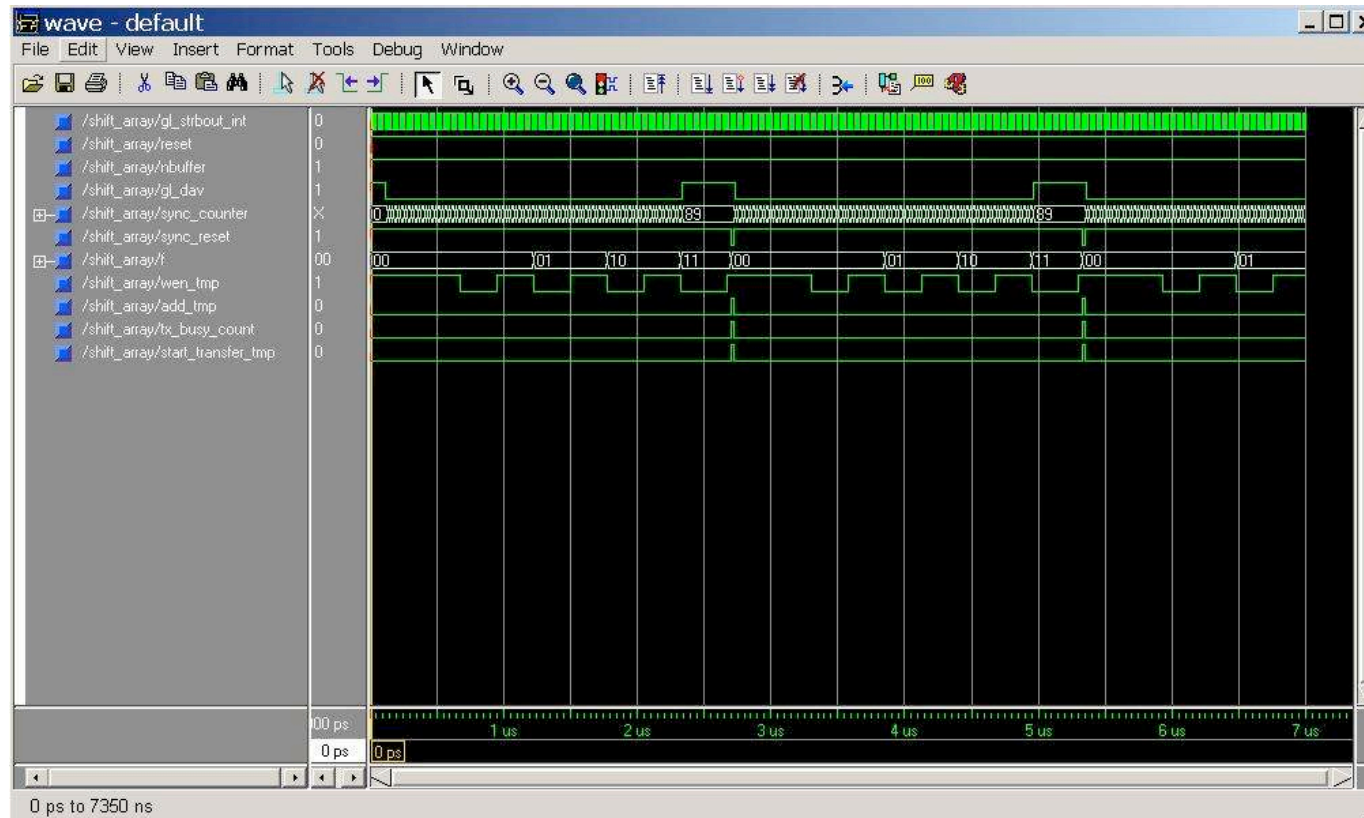 wave - default
File Edit View Insert Format Tools Debug Window
/shift_array/gl_strbout_int 0
/shift_array/reset 0
/shift_array/nbuffer 1
/shift_array/gl_dav 1
/shift_array/sync_counter X 0 89 89
/shift_array/sync_reset 1
/shift_array/f 00 00 01 10 11 00 01 10 11 00 01
/shift_array/wen_tmp 1
/shift_array/add_tmp 0
/shift_array/tx_busy_count 0
/shift_array/start_transfer_tmp 0
00 ps 1 us 2 us 3 us 4 us 5 us 6 us 7 us
0 ps 0 ps
0 ps to 7350 ns